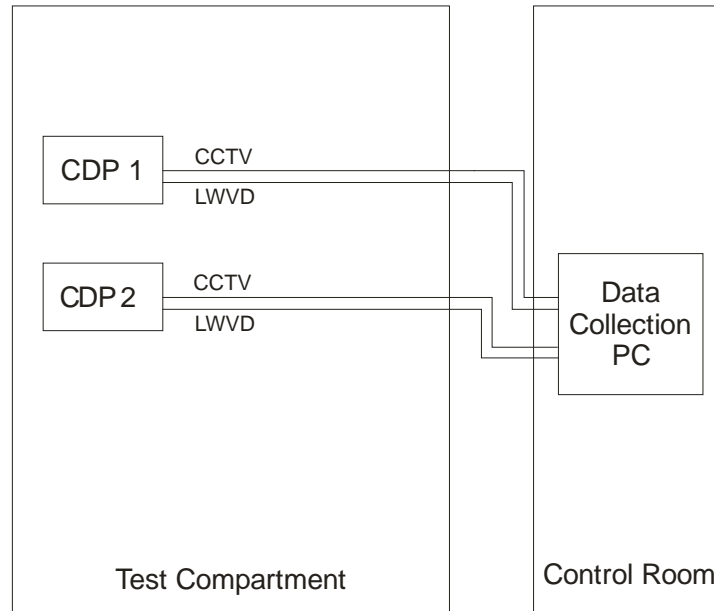 CDP 1
CCTV
LWVD
CDP 2
CCTV
LWVD
Data
Collection
PC
Test Compartment
Control Room